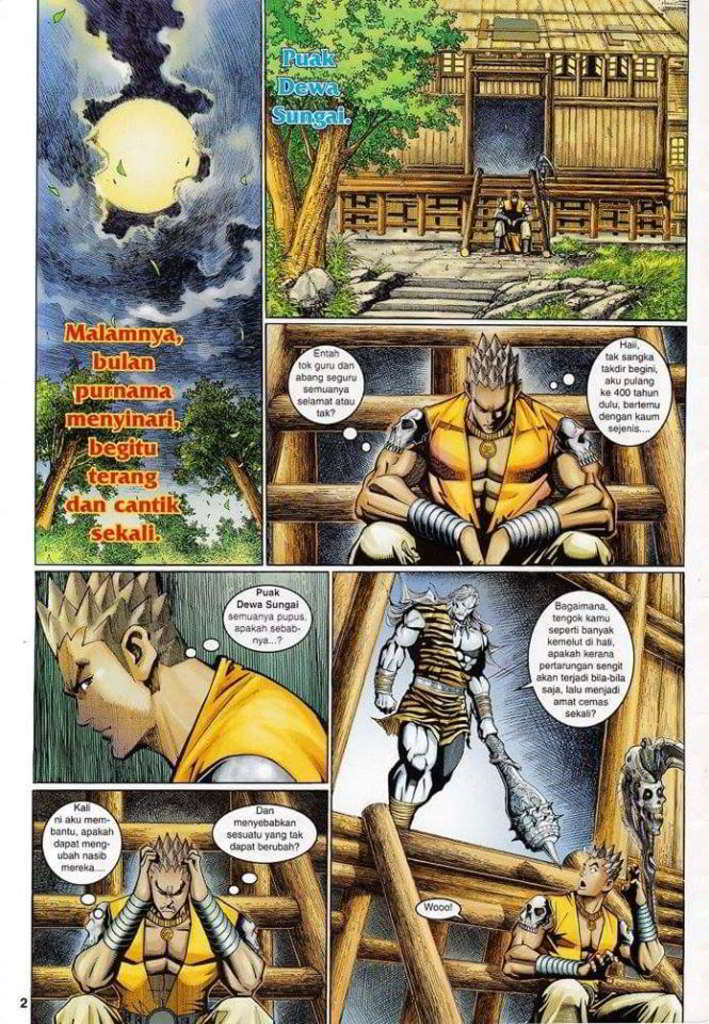 Malamnya,
bulan
purnama
menyinari,
begitu
terang
dan cantik
sekali.
Puak
Dewa
Sungai.
Entah
tok guru dan
abang seguru
semuanya
selamat atau
tak?
Haii,
tak sangka
takdir begini,
aku pulang
ke 400 tahun
dulu, bertemu
dengan kaum
sejenis....
Puak
Dewa Sungai
semuanya pupus,
apakah sebab-
nya...?
Bagaimana,
tengok kamu
seperti banyak
kemelut di hati,
apakah kerana
pertarungan sengit
akan terjadi bila-bila
saja, lalu menjadi
amat cemas
sekali?
Kali
ni aku mem-
bantu, apakah
dapat meng-
ubah nasib
mereka....
Dan
menyebabkan
sesuatu yang tak
dapat berubah?
Wooo!
2